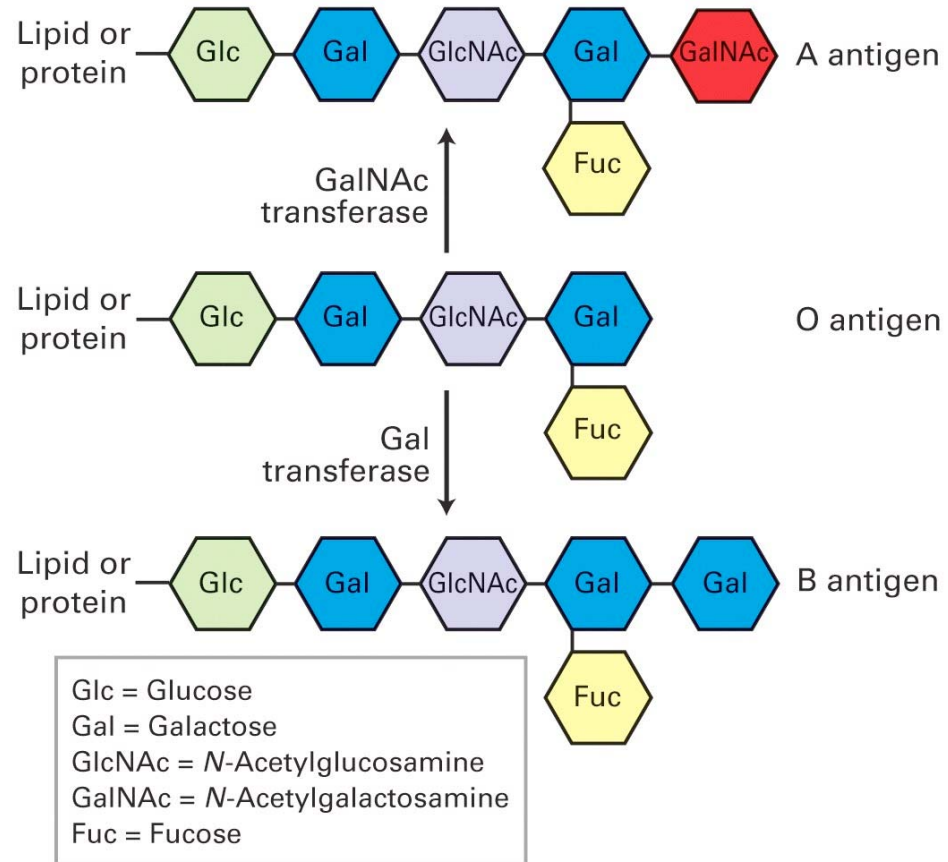 Lipid or
protein
Glc
Gal
GlcNAc
Gal
GalNAc
A antigen
Fuc
GalNAc
transferase
Lipid or
protein
Glc
Gal
GlcNAc
Gal
O antigen
Fuc
Gal
transferase
Lipid or
protein
Glc
Gal
GlcNAc
Gal
Gal
B antigen
Fuc
Glc = Glucose
Gal = Galactose
GlcNAc = N-Acetylglucosamine
GalNAc = N-Acetylgalactosamine
Fuc = Fucose